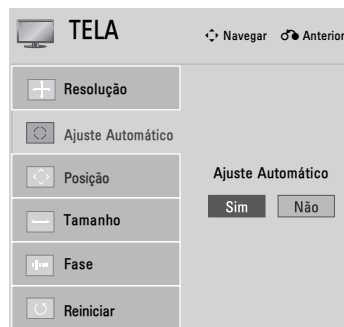 TELA
Navegar Anterior
Resolução
Ajuste Automático
Posição
Tamanho
Fase
Reiniciar
Ajuste Automático
Sim Não